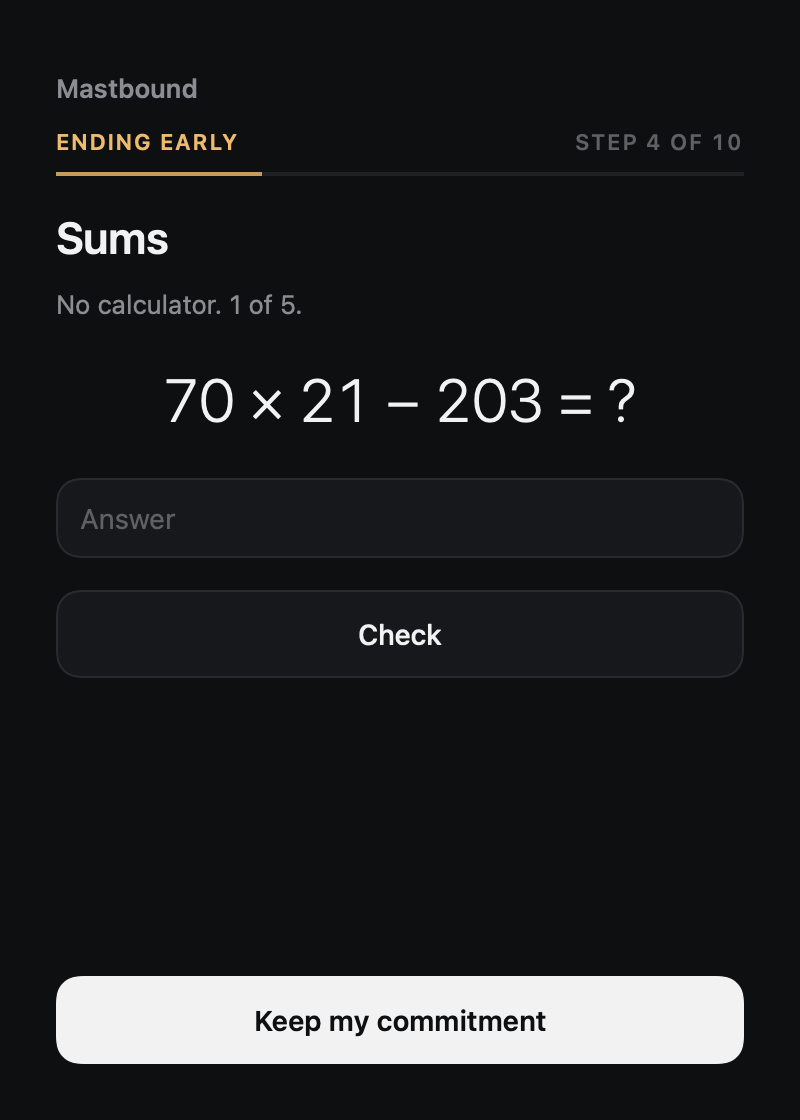 Mastbound
ENDING EARLY STEP 4 OF 10
Sums
No calculator. 1 of 5.
70 × 21 − 203 = ?
Answer
Check
Keep my commitment